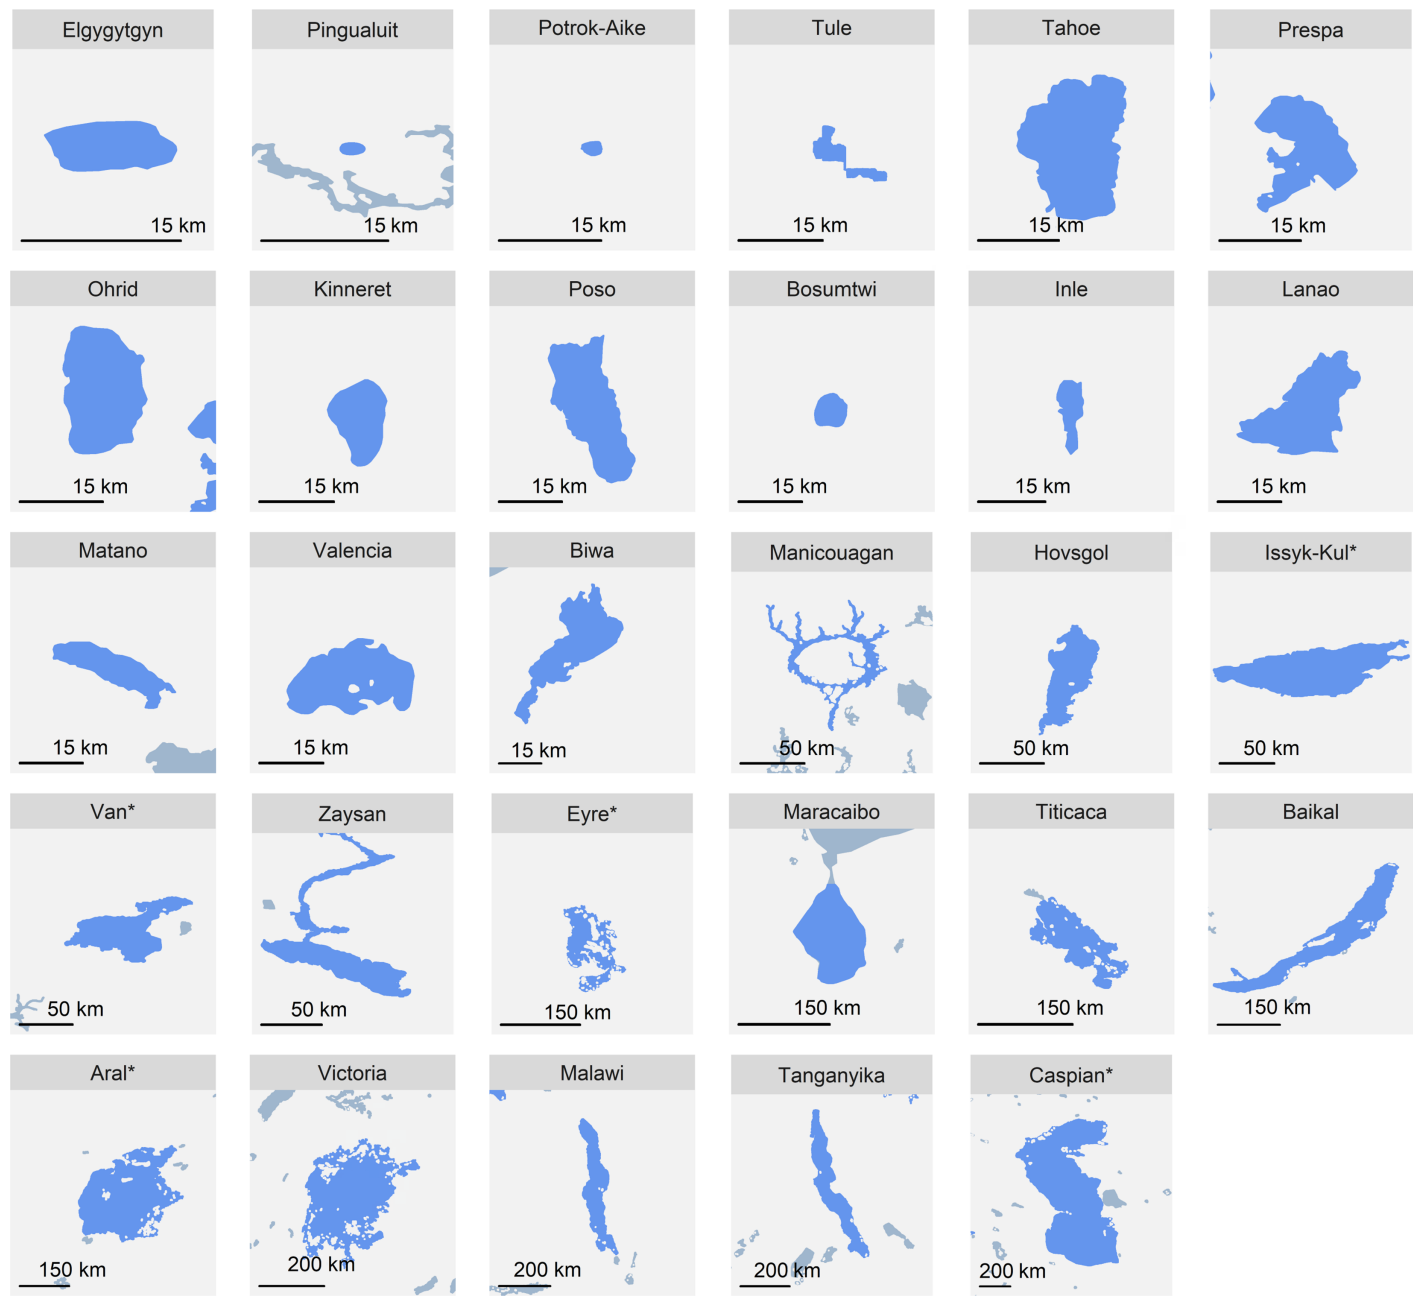 Elgygytgyn
Pingualuit
Potrok-Aike
Tule
Tahoe
Prespa
15 km
15 km
15 km
15 km
15 km
15 km
Ohrid
Kinneret
Poso
Bosumtwi
Inle
Lanao
15 km
15 km
15 km
15 km
15 km
15 km
Matano
Valencia
Biwa
Manicouagan
Hovsgol
Issyk-Kul*
15 km
15 km
15 km
50 km
50 km
50 km
Van*
Zaysan
Eyre*
Maracaibo
Titicaca
Baikal
50 km
50 km
150 km
150 km
150 km
150 km
Aral*
Victoria
Malawi
Tanganyika
Caspian*
150 km
200 km
200 km
200 km
200 km